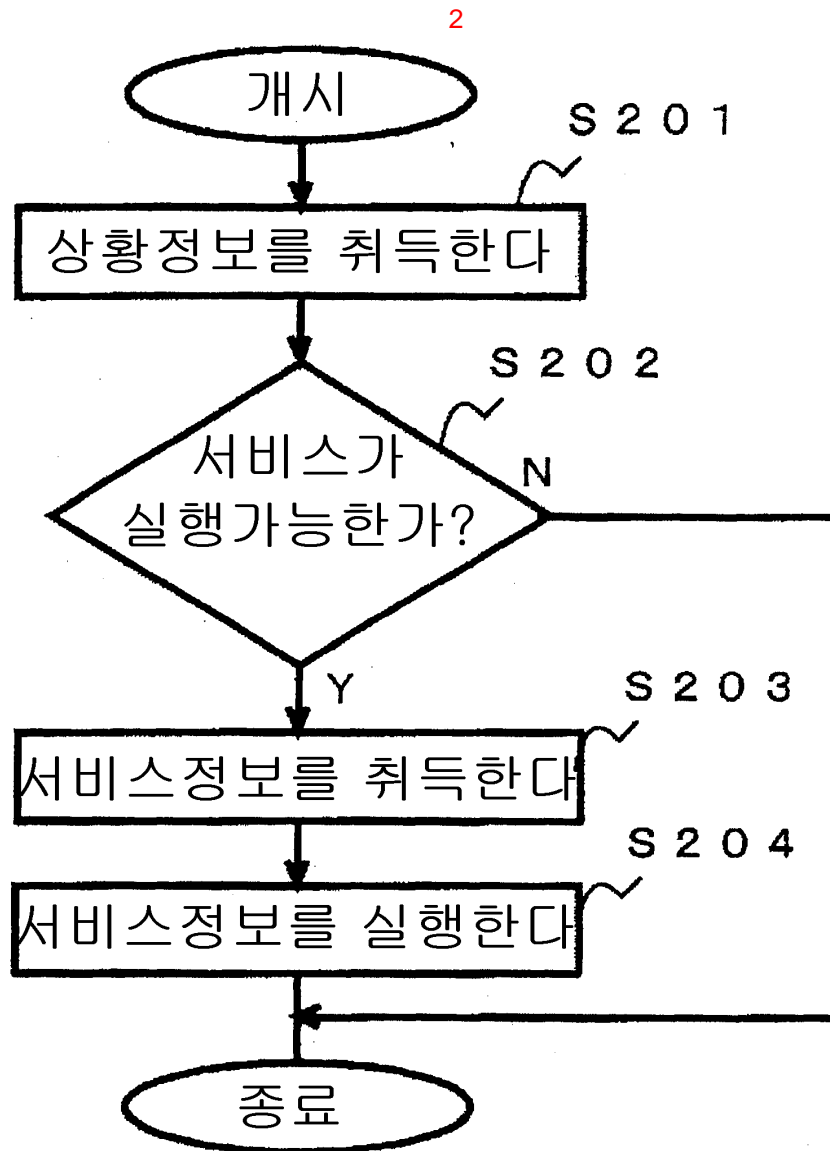 2
개시
S201
상황정보를 취득한다
S202
서비스가
실행가능한가?
N
Y
S203
서비스정보를 취득한다
S204
서비스정보를 실행한다
종료